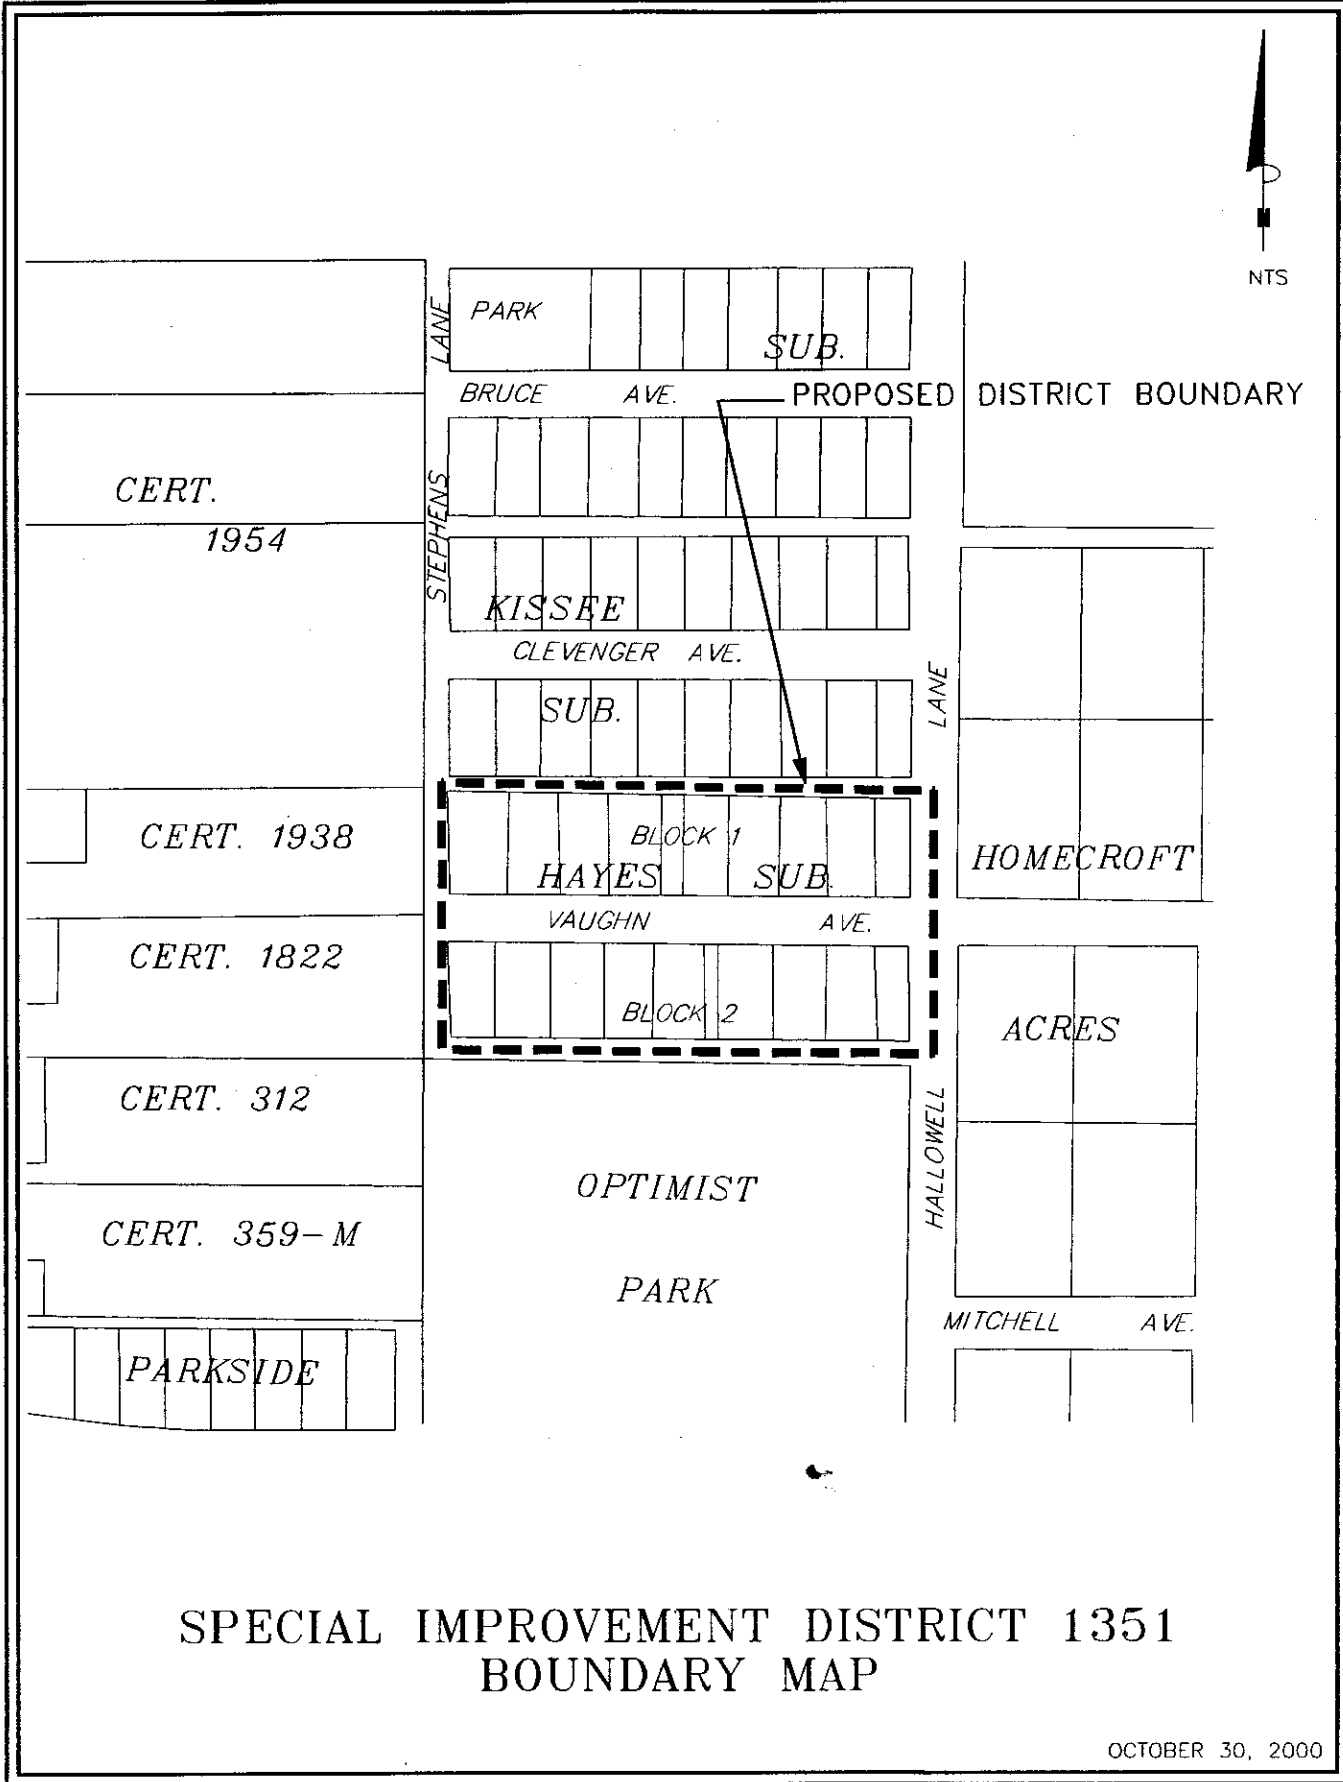 NTS
LANE
PARK
SUB.
BRUCE AVE.
PROPOSED DISTRICT BOUNDARY
CERT.
1954
STEPHENS
KISSEE
CLEVENGER AVE.
SUB.
LANE
CERT. 1938
BLOCK 1
HAYES SUB.
HOMECROFT
VAUGHN AVE.
CERT. 1822
BLOCK 2
ACRES
CERT. 312
HALLOWELL
OPTIMIST
PARK
CERT. 359-M
MITCHELL AVE.
PARKSIDE
SPECIAL IMPROVEMENT DISTRICT 1351
BOUNDARY MAP
OCTOBER 30, 2000